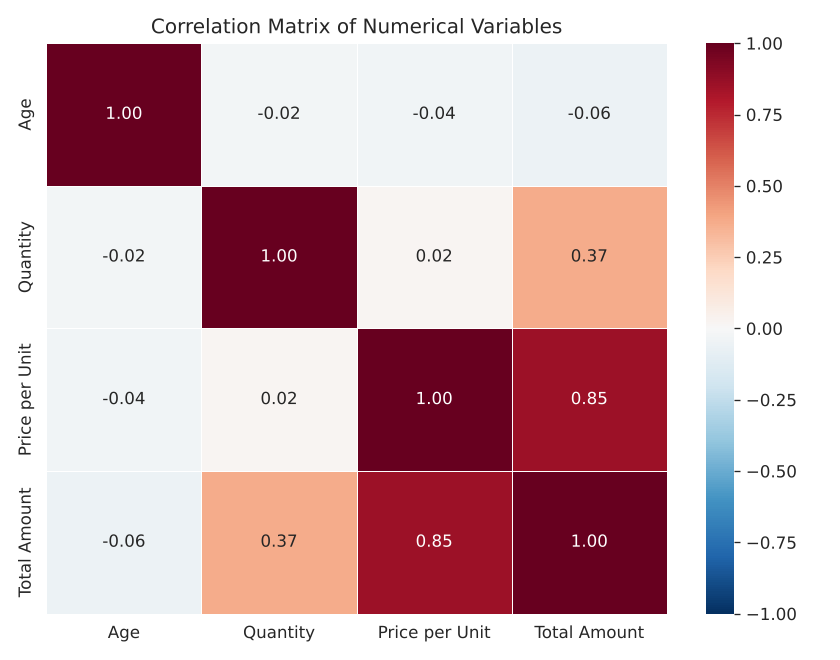 Correlation Matrix of Numerical Variables
Age
1.00 -0.02 -0.04 -0.06
Quantity
-0.02 1.00 0.02 0.37
Price per Unit
-0.04 0.02 1.00 0.85
Total Amount
-0.06 0.37 0.85 1.00
Age Quantity Price per Unit Total Amount
1.00
0.75
0.50
0.25
0.00
−0.25
−0.50
−0.75
−1.00